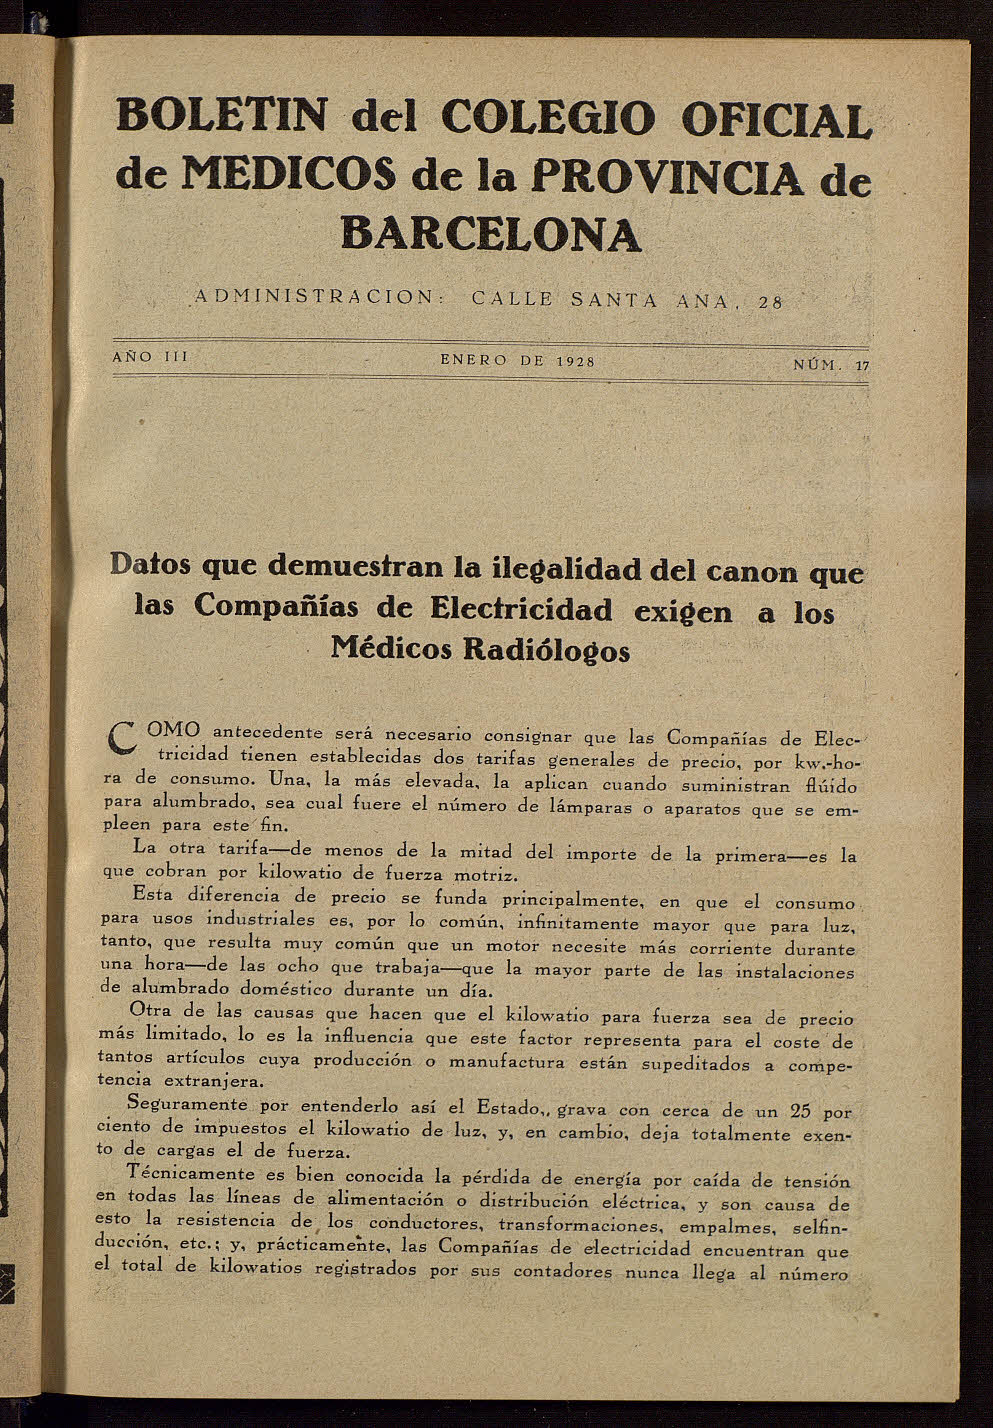 BOLETIN del COLEGIO OFICIAL
de MEDICOS de la PROVINCIA de
BARCELONA
ADMINISTRACION: CALLE SANTA ANA, 28
AÑO III ENERO DE 1928 NÚM. 17
Datos que demuestran la ilegalidad del canon que
las Compañías de Electricidad exigen a los
Médicos Radiólogos
COMO antecedente será necesario consignar que las Compañías de Elec-
tricidad tienen establecidas dos tarifas generales de precio, por kw.-ho-
ra de consumo. Una, la más elevada, la aplican cuando suministran flúido
para alumbrado, sea cual fuere el número de lámparas o aparatos que se em-
pleen para este fin.
La otra tarifa—de menos de la mitad del importe de la primera—es la
que cobran por kilowatio de fuerza motriz.
Esta diferencia de precio se funda principalmente, en que el consumo
para usos industriales es, por lo común, infinitamente mayor que para luz,
tanto, que resulta muy común que un motor necesite más corriente durante
una hora—de las ocho que trabaja—que la mayor parte de las instalaciones
de alumbrado doméstico durante un día.
Otra de las causas que hacen que el kilowatio para fuerza sea de precio
más limitado, lo es la influencia que este factor representa para el coste de
tantos artículos cuya producción o manufactura están supeditados a compe-
tencia extranjera.
Seguramente por entenderlo así el Estado,, grava con cerca de un 25 por
ciento de impuestos el kilowatio de luz, y, en cambio, deja totalmente exen-
to de cargas el de fuerza.
Técnicamente es bien conocida la pérdida de energía por caída de tensión
en todas las líneas de alimentación o distribución eléctrica, y son causa de
esto la resistencia de los conductores, transformaciones, empalmes, selfin-
ducción, etc.; y, prácticamente, las Compañías de electricidad encuentran que
el total de kilowatios registrados por sus contadores nunca llega al número